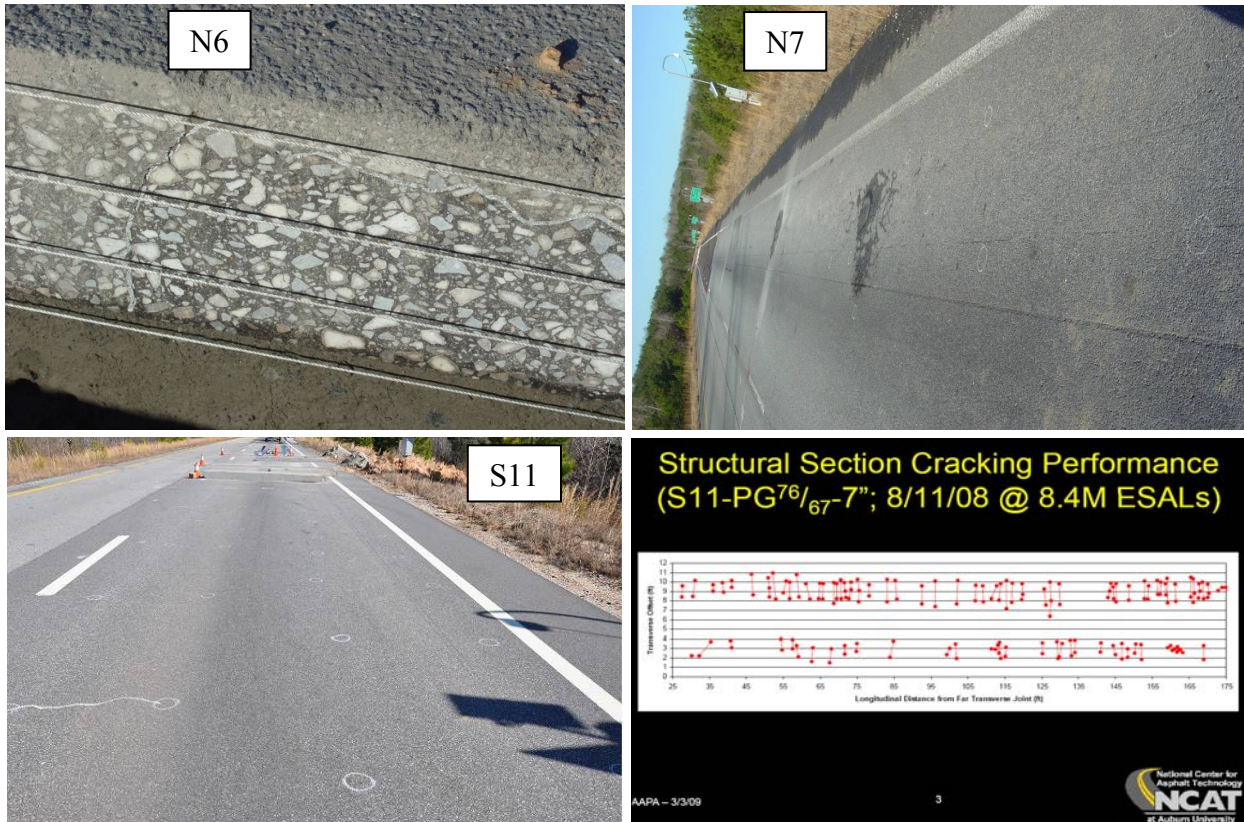 N6
N7
S11
Structural Section Cracking Performance
(S11-PG76/67-7"; 8/11/08 @ 8.4M ESALs)
Transverse Offset (ft)
12
11
10
9
8
7
6
5
4
3
2
1
0
25 35 45 55 65 75 85 95 105 115 125 135 145 155 165 175
Longitudinal Distance from Far Transverse Joint (ft)
AAPA – 3/3/09
3
National Center for
Asphalt Technology
NCAT
at Auburn University